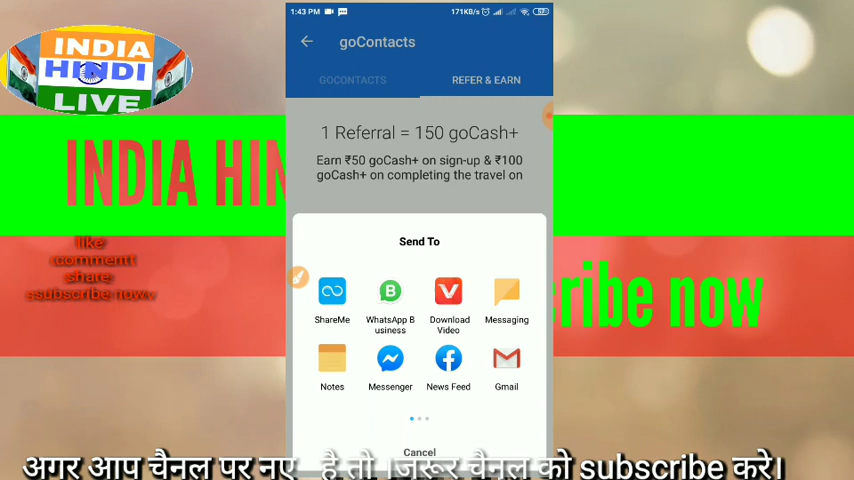 INDIA
HINDI
LIVE
INDIA HIN
like
comment!
share
subscribe now
cribe now
1:43 PM
171KB/s
57
goContacts
GOCONTACTS
REFER & EARN
1 Referral = 150 goCash+
Earn ₹50 goCash+ on sign-up & ₹100
goCash+ on completing the travel on
Send To
ShareMe
WhatsApp B
usiness
Download
Video
Messaging
Notes
Messenger
News Feed
Gmail
Cancel
अगर आप चैनल पर नए है तो ।जरूर चैनल को subscribe करे।